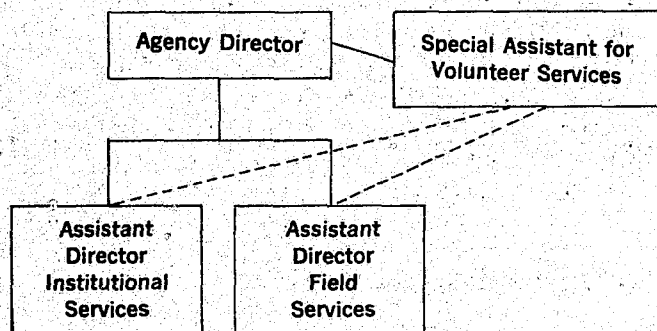 Agency Director
Special Assistant for
Volunteer Services
Assistant
Director
Institutional
Services
Assistant
Director
Field
Services